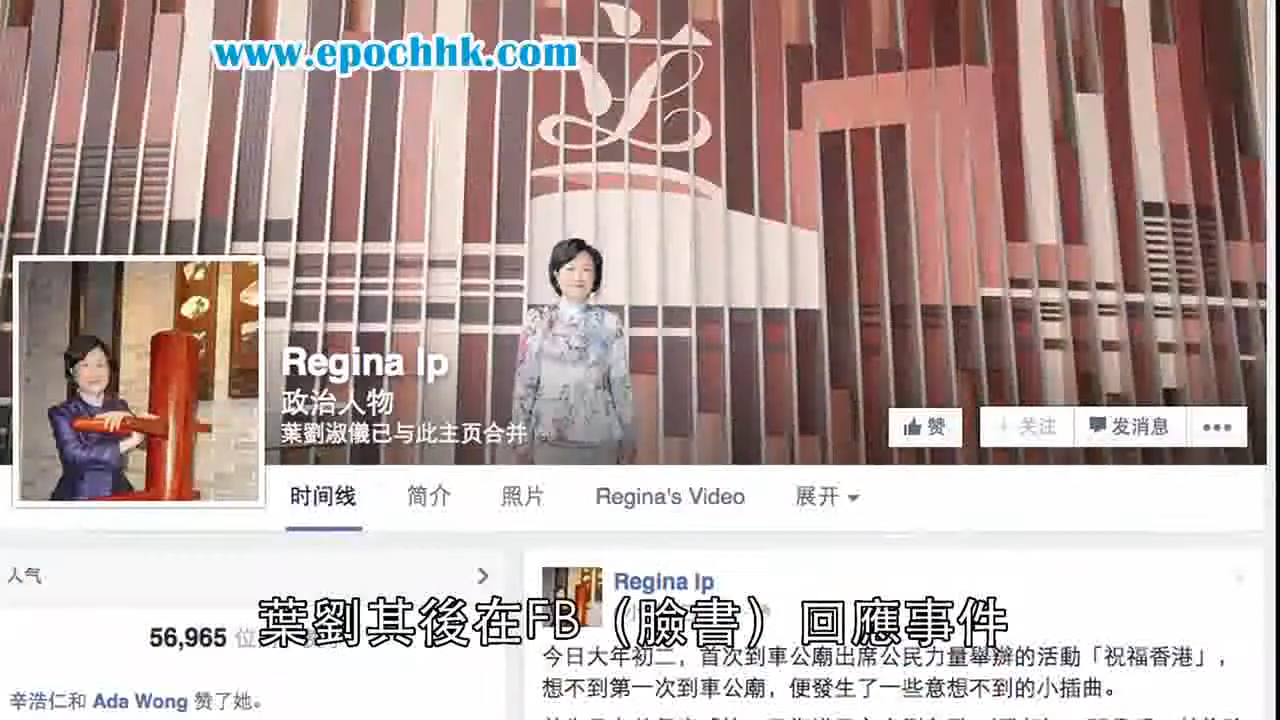 www.epochhk.com
立
Regina Ip
政治人物
葉劉淑儀已与此主页合并
赞
关注
发消息
时间线
简介
照片
Regina's Video
展开
人气
56,965
Regina Ip
葉劉其後在FB（臉書）回應事件
今日大年初二，首次到車公廟出席公民力量舉辦的活動「祝福香港」，
想不到第一次到車公廟，便發生了一些意想不到的小插曲。
辛浩仁和 Ada Wong 赞了她。